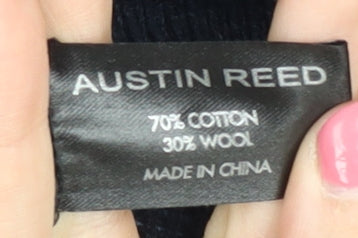 AUSTIN REED
70% COTTON
30% WOOL
MADE IN CHINA